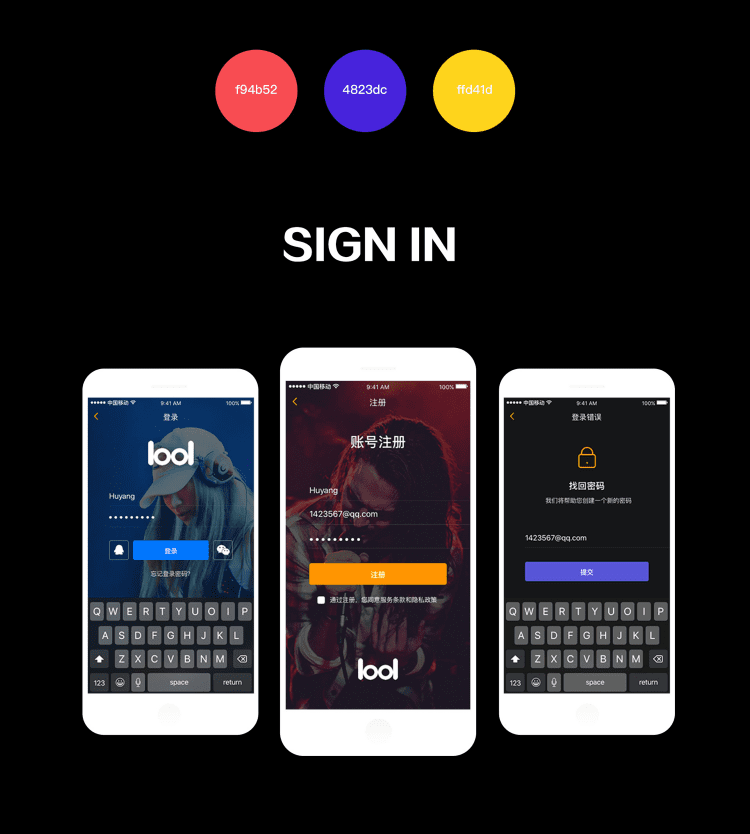 f94b52
4823dc
ffd41d
SIGN IN
中国移动
9:41 AM
100%
登录
lool
Huyang
登录
忘记登录密码?
Q W E R T Y U O I P
A S D F G H J K L
Z X C V B N M
123
space
return
中国移动
9:41 AM
100%
注册
账号注册
Huyang
1423567@qq.com
注册
通过注册，您同意服务条款和隐私政策
lool
中国移动
9:41 AM
100%
登录错误
找回密码
我们将帮助您创建一个新的密码
1423567@qq.com
提交
Q W E R T Y U O I P
A S D F G H J K L
Z X C V B N M
123
space
return